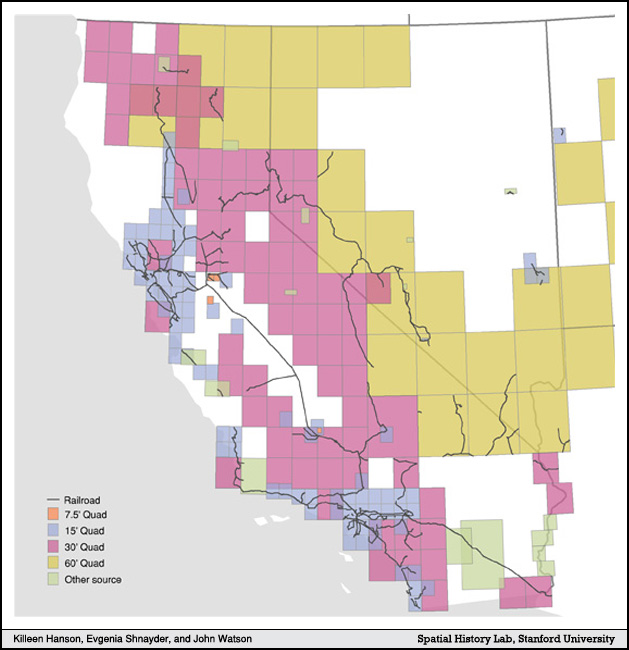 Railroad
7.5' Quad
15' Quad
30' Quad
60' Quad
Other source
Killeen Hanson, Evgenia Shnayder, and John Watson
Spatial History Lab, Stanford University